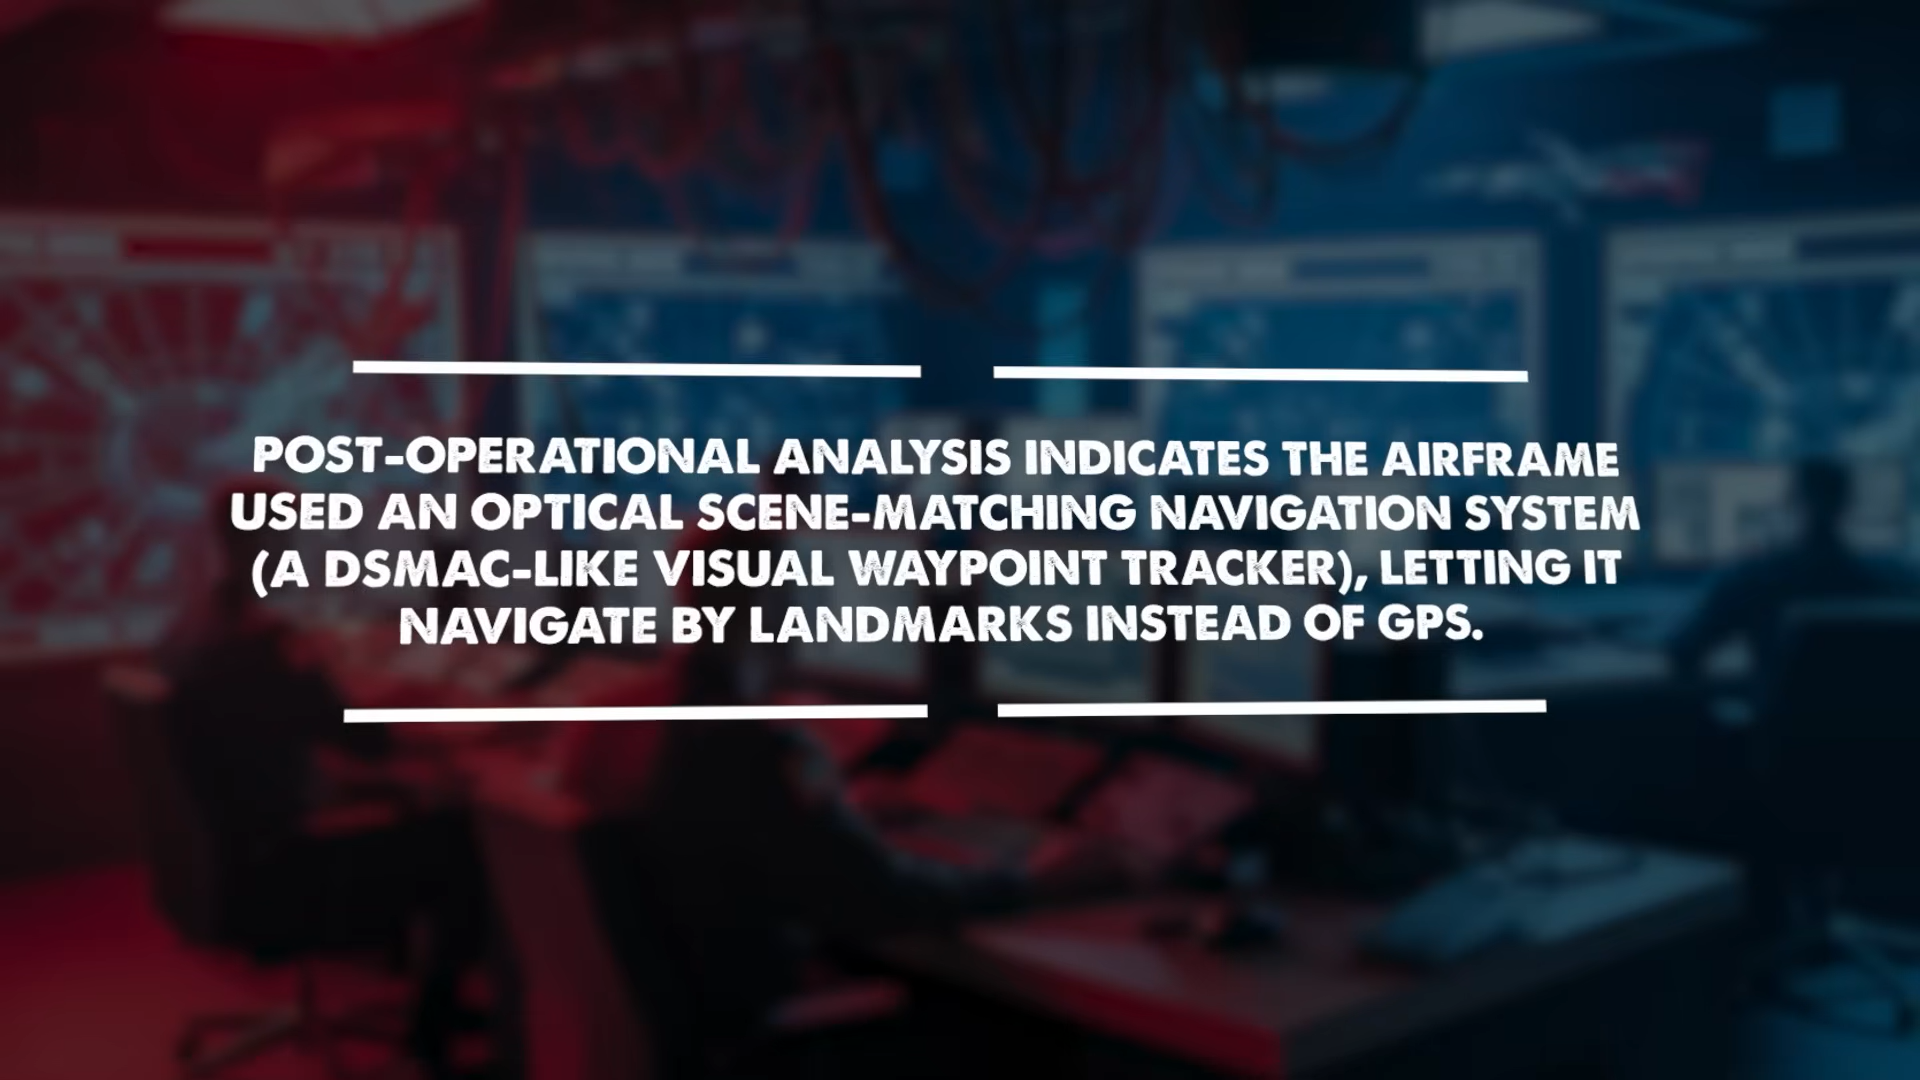 POST-OPERATIONAL ANALYSIS INDICATES THE AIRFRAME
USED AN OPTICAL SCENE-MATCHING NAVIGATION SYSTEM
(A DSMAC-LIKE VISUAL WAYPOINT TRACKER), LETTING IT
NAVIGATE BY LANDMARKS INSTEAD OF GPS.